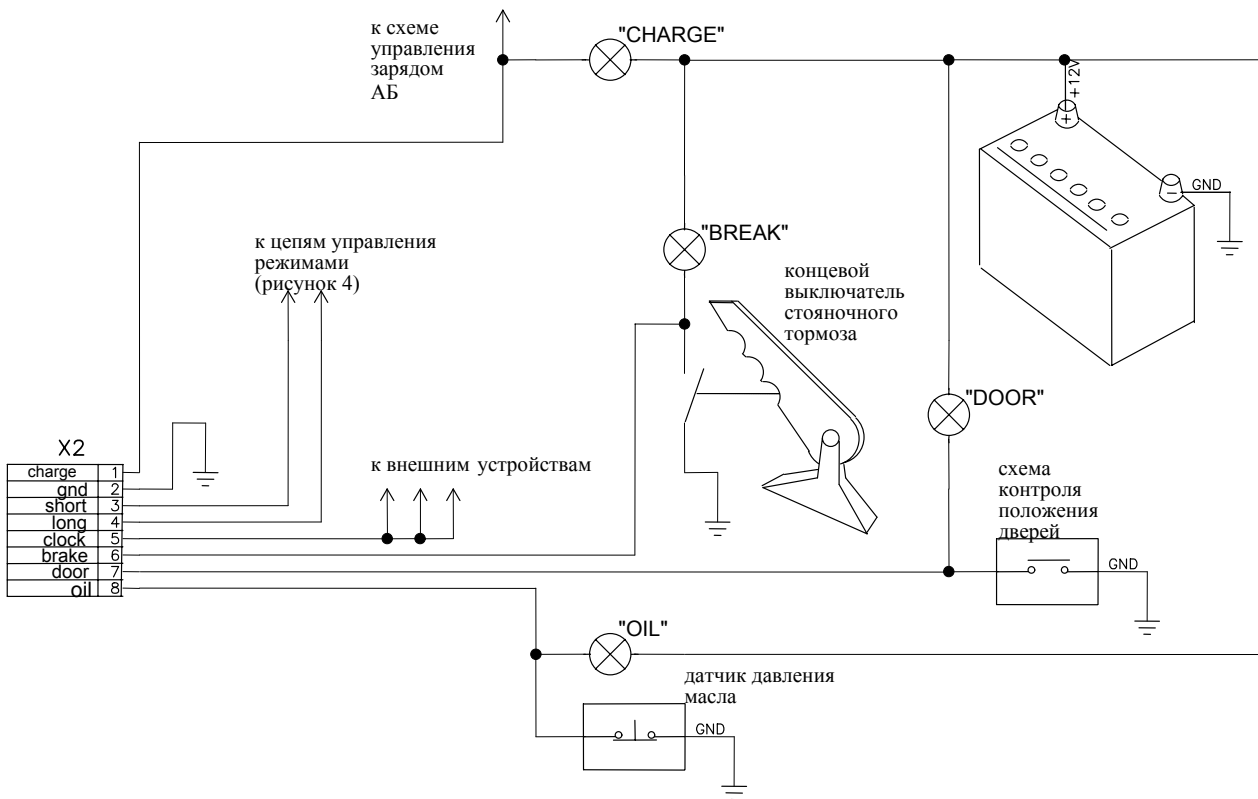 к схеме
управления
зарядом
АБ
"CHARGE"
+12V
+
−
GND
"BREAK"
к цепям управления
режимами
(рисунок 4)
концевой
выключатель
стояночного
тормоза
"DOOR"
X2
charge 1
gnd 2
short 3
long 4
clock 5
brake 6
door 7
oil 8
к внешним устройствам
схема
контроля
положения
дверей
GND
"OIL"
датчик давления
масла
GND